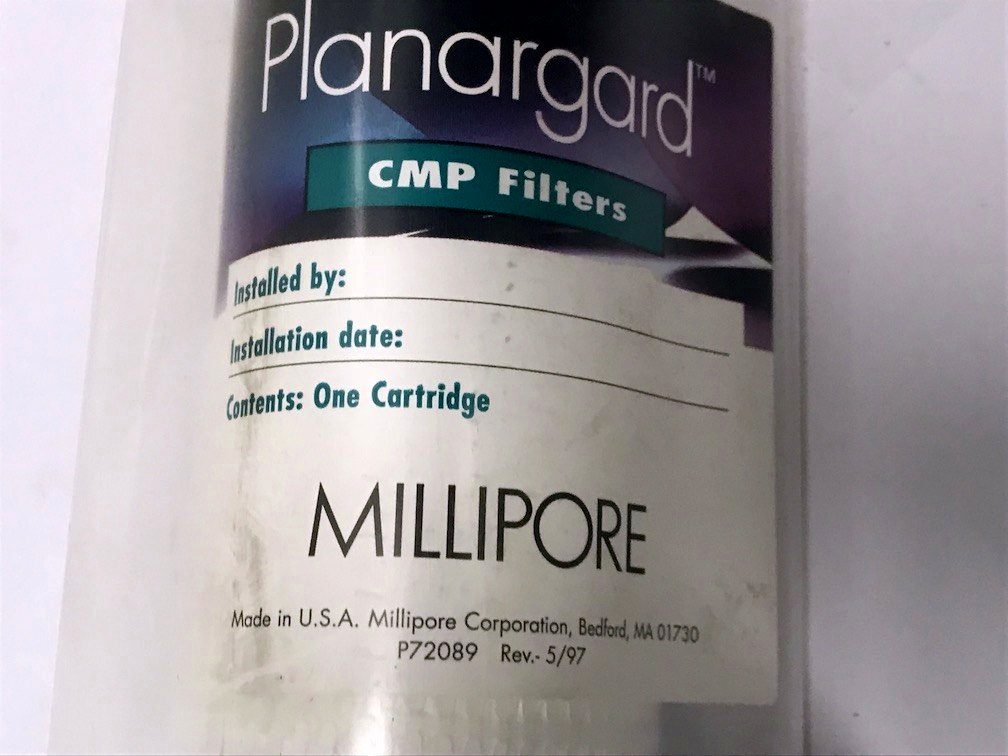 Planargard™
CMP Filters
Installed by:
Installation date:
Contents: One Cartridge
MILLIPORE
Made in U.S.A. Millipore Corporation, Bedford, MA 01730
P72089 Rev.- 5/97